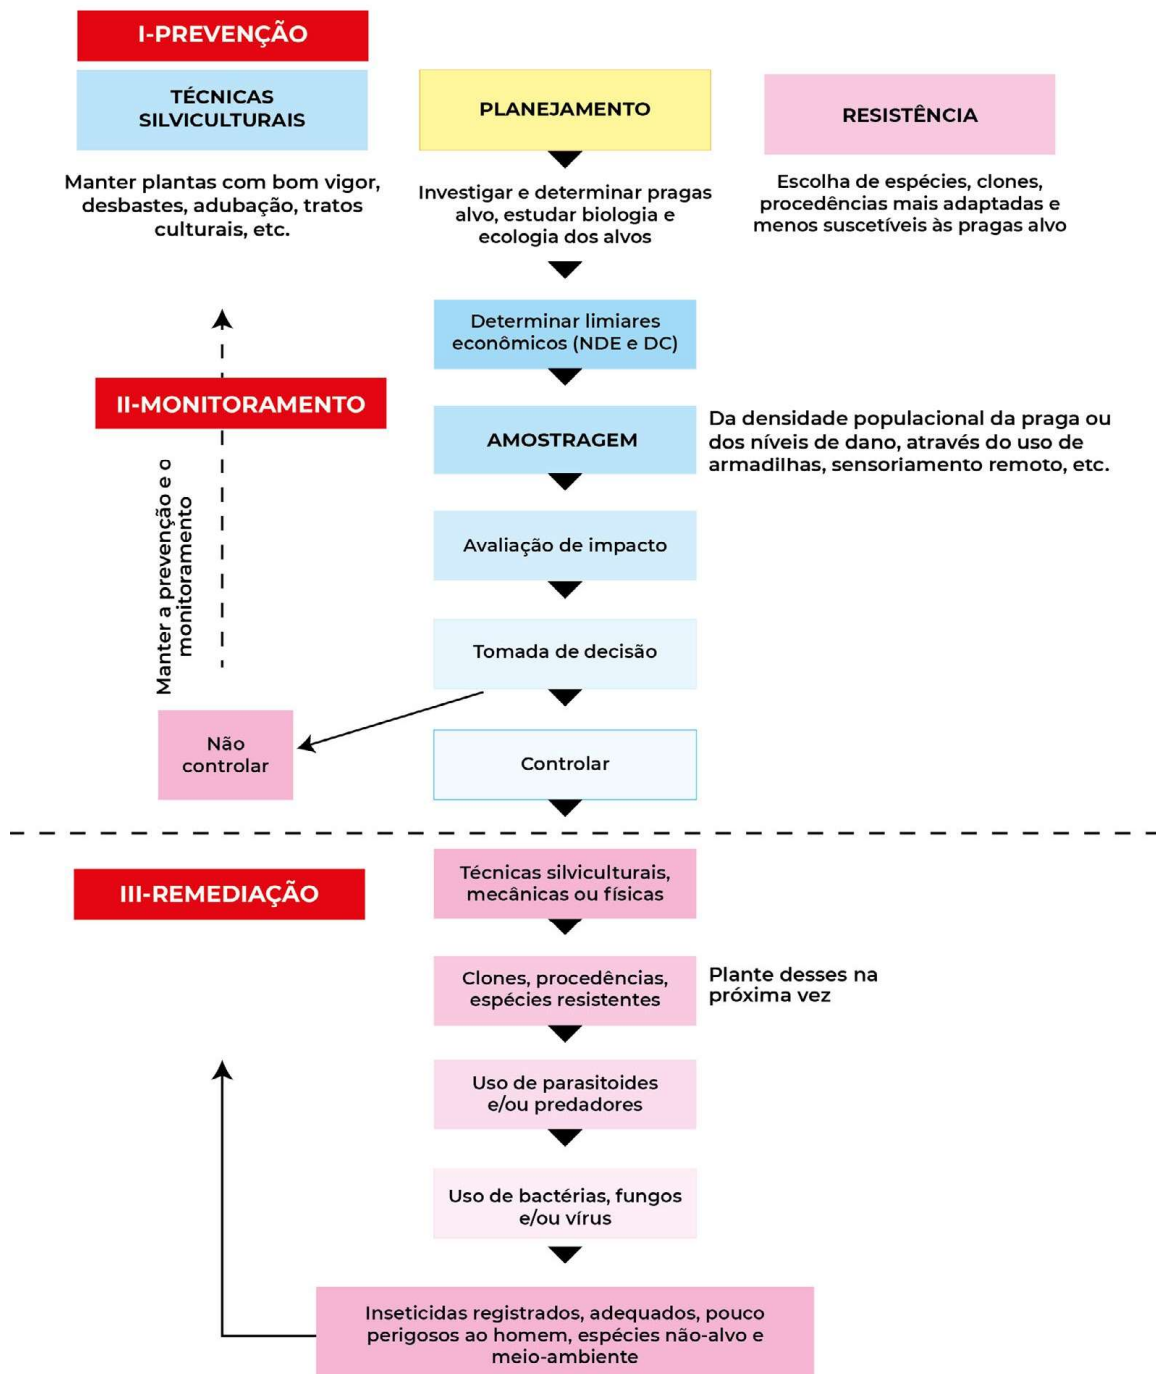 I-PREVENÇÃO
TÉCNICAS
SILVICULTURAIS
Manter plantas com bom vigor,
desbastes, adubação, tratos
culturais, etc.
PLANEJAMENTO
Investigar e determinar pragas
alvo, estudar biologia e
ecologia dos alvos
RESISTÊNCIA
Escolha de espécies, clones,
procedências mais adaptadas e
menos suscetíveis às pragas alvo
Determinar limiares
econômicos (NDE e DC)
II-MONITORAMENTO
AMOSTRAGEM
Da densidade populacional da praga ou
dos níveis de dano, através do uso de
armadilhas, sensoriamento remoto, etc.
Manter a prevenção e o
monitoramento
Avaliação de impacto
Tomada de decisão
Não
controlar
Controlar
III-REMEDIAÇÃO
Técnicas silviculturais,
mecânicas ou físicas
Clones, procedências,
espécies resistentes
Plante desses na
próxima vez
Uso de parasitoides
e/ou predadores
Uso de bactérias, fungos
e/ou vírus
Inseticidas registrados, adequados, pouco
perigosos ao homem, espécies não-alvo e
meio-ambiente